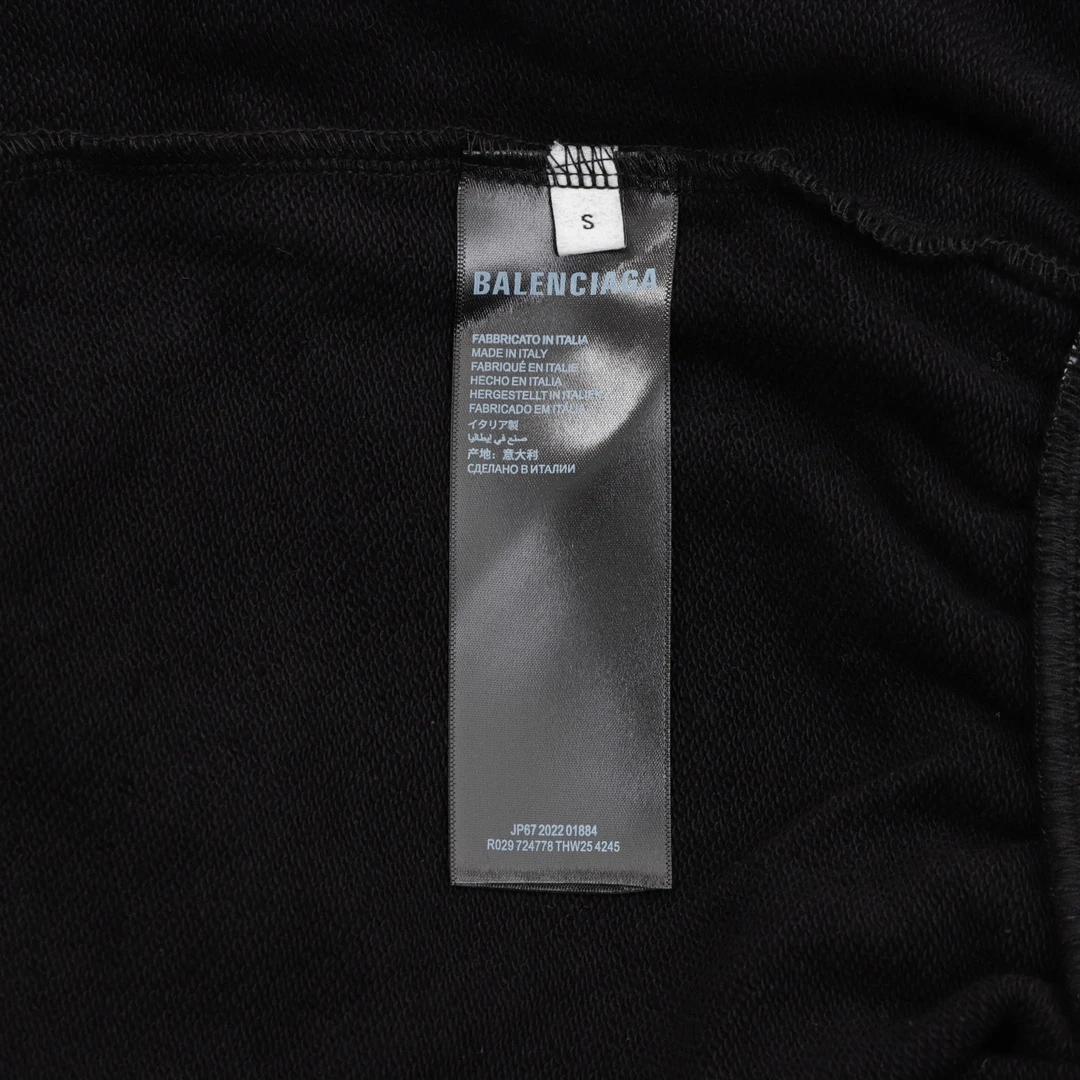 S
BALENCIAGA
FABBRICATO IN ITALIA
MADE IN ITALY
FABRIQUÉ EN ITALIE
HECHO EN ITALIA
HERGESTELLT IN ITALIEN
FABRICADO EM ITALIA
イタリア製
صنع في إيطاليا
产地：意大利
СДЕЛАНО В ИТАЛИИ
JP67 2022 01884
R029 724778 THW25 4245